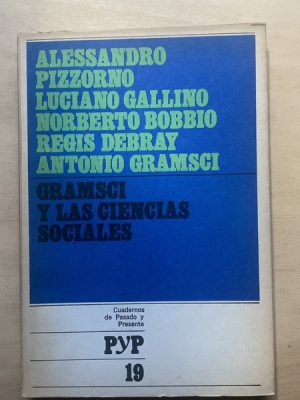 ALESSANDRO
PIZZORNO
LUCIANO GALLINO
NORBERTO BOBBIO
REGIS DEBRAY
ANTONIO GRAMSCI
GRAMSCI
Y LAS CIENCIAS
SOCIALES
Cuadernos
de Pasado y
Presente
PyP
19